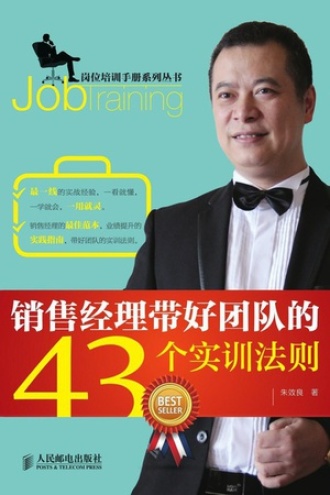 岗位培训手册系列丛书
JobTraining
最一线的实战经验，一看就懂，
一学就会，一用就灵。
销售经理的最佳范本，业绩提升的
实践指南，带好团队的实训法则。
销售经理带好团队的
43个实训法则
朱效良 著
BEST
SELLER
人民邮电出版社
POSTS & TELECOM PRESS